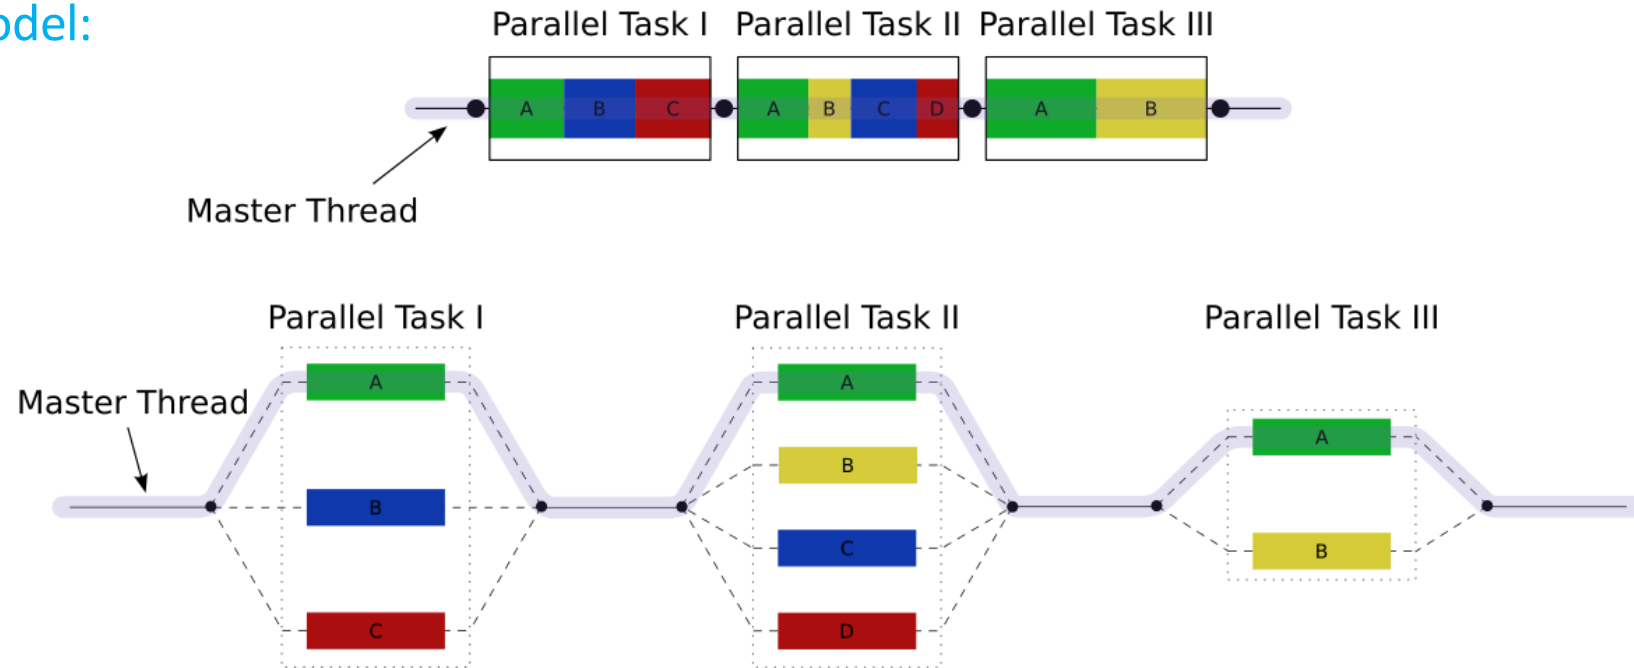 odel:
Parallel Task I Parallel Task II Parallel Task III
A B C A B C D A B
Master Thread
Parallel Task I Parallel Task II Parallel Task III
A A
Master Thread
A
B
B C
B
C D